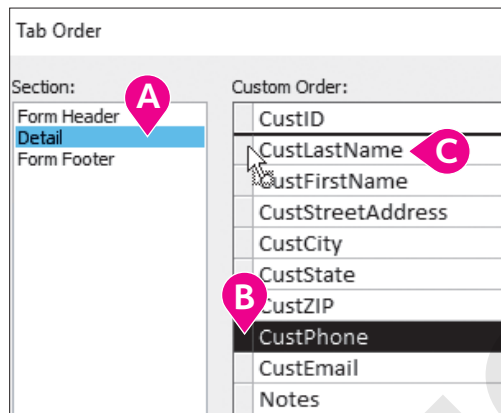 Tab Order
Section:
Custom Order:
A
Form Header
Detail
Form Footer
CustID
CustLastName
C
CustFirstName
CustStreetAddress
CustCity
CustState
B
CustZIP
CustPhone
CustEmail
Notes